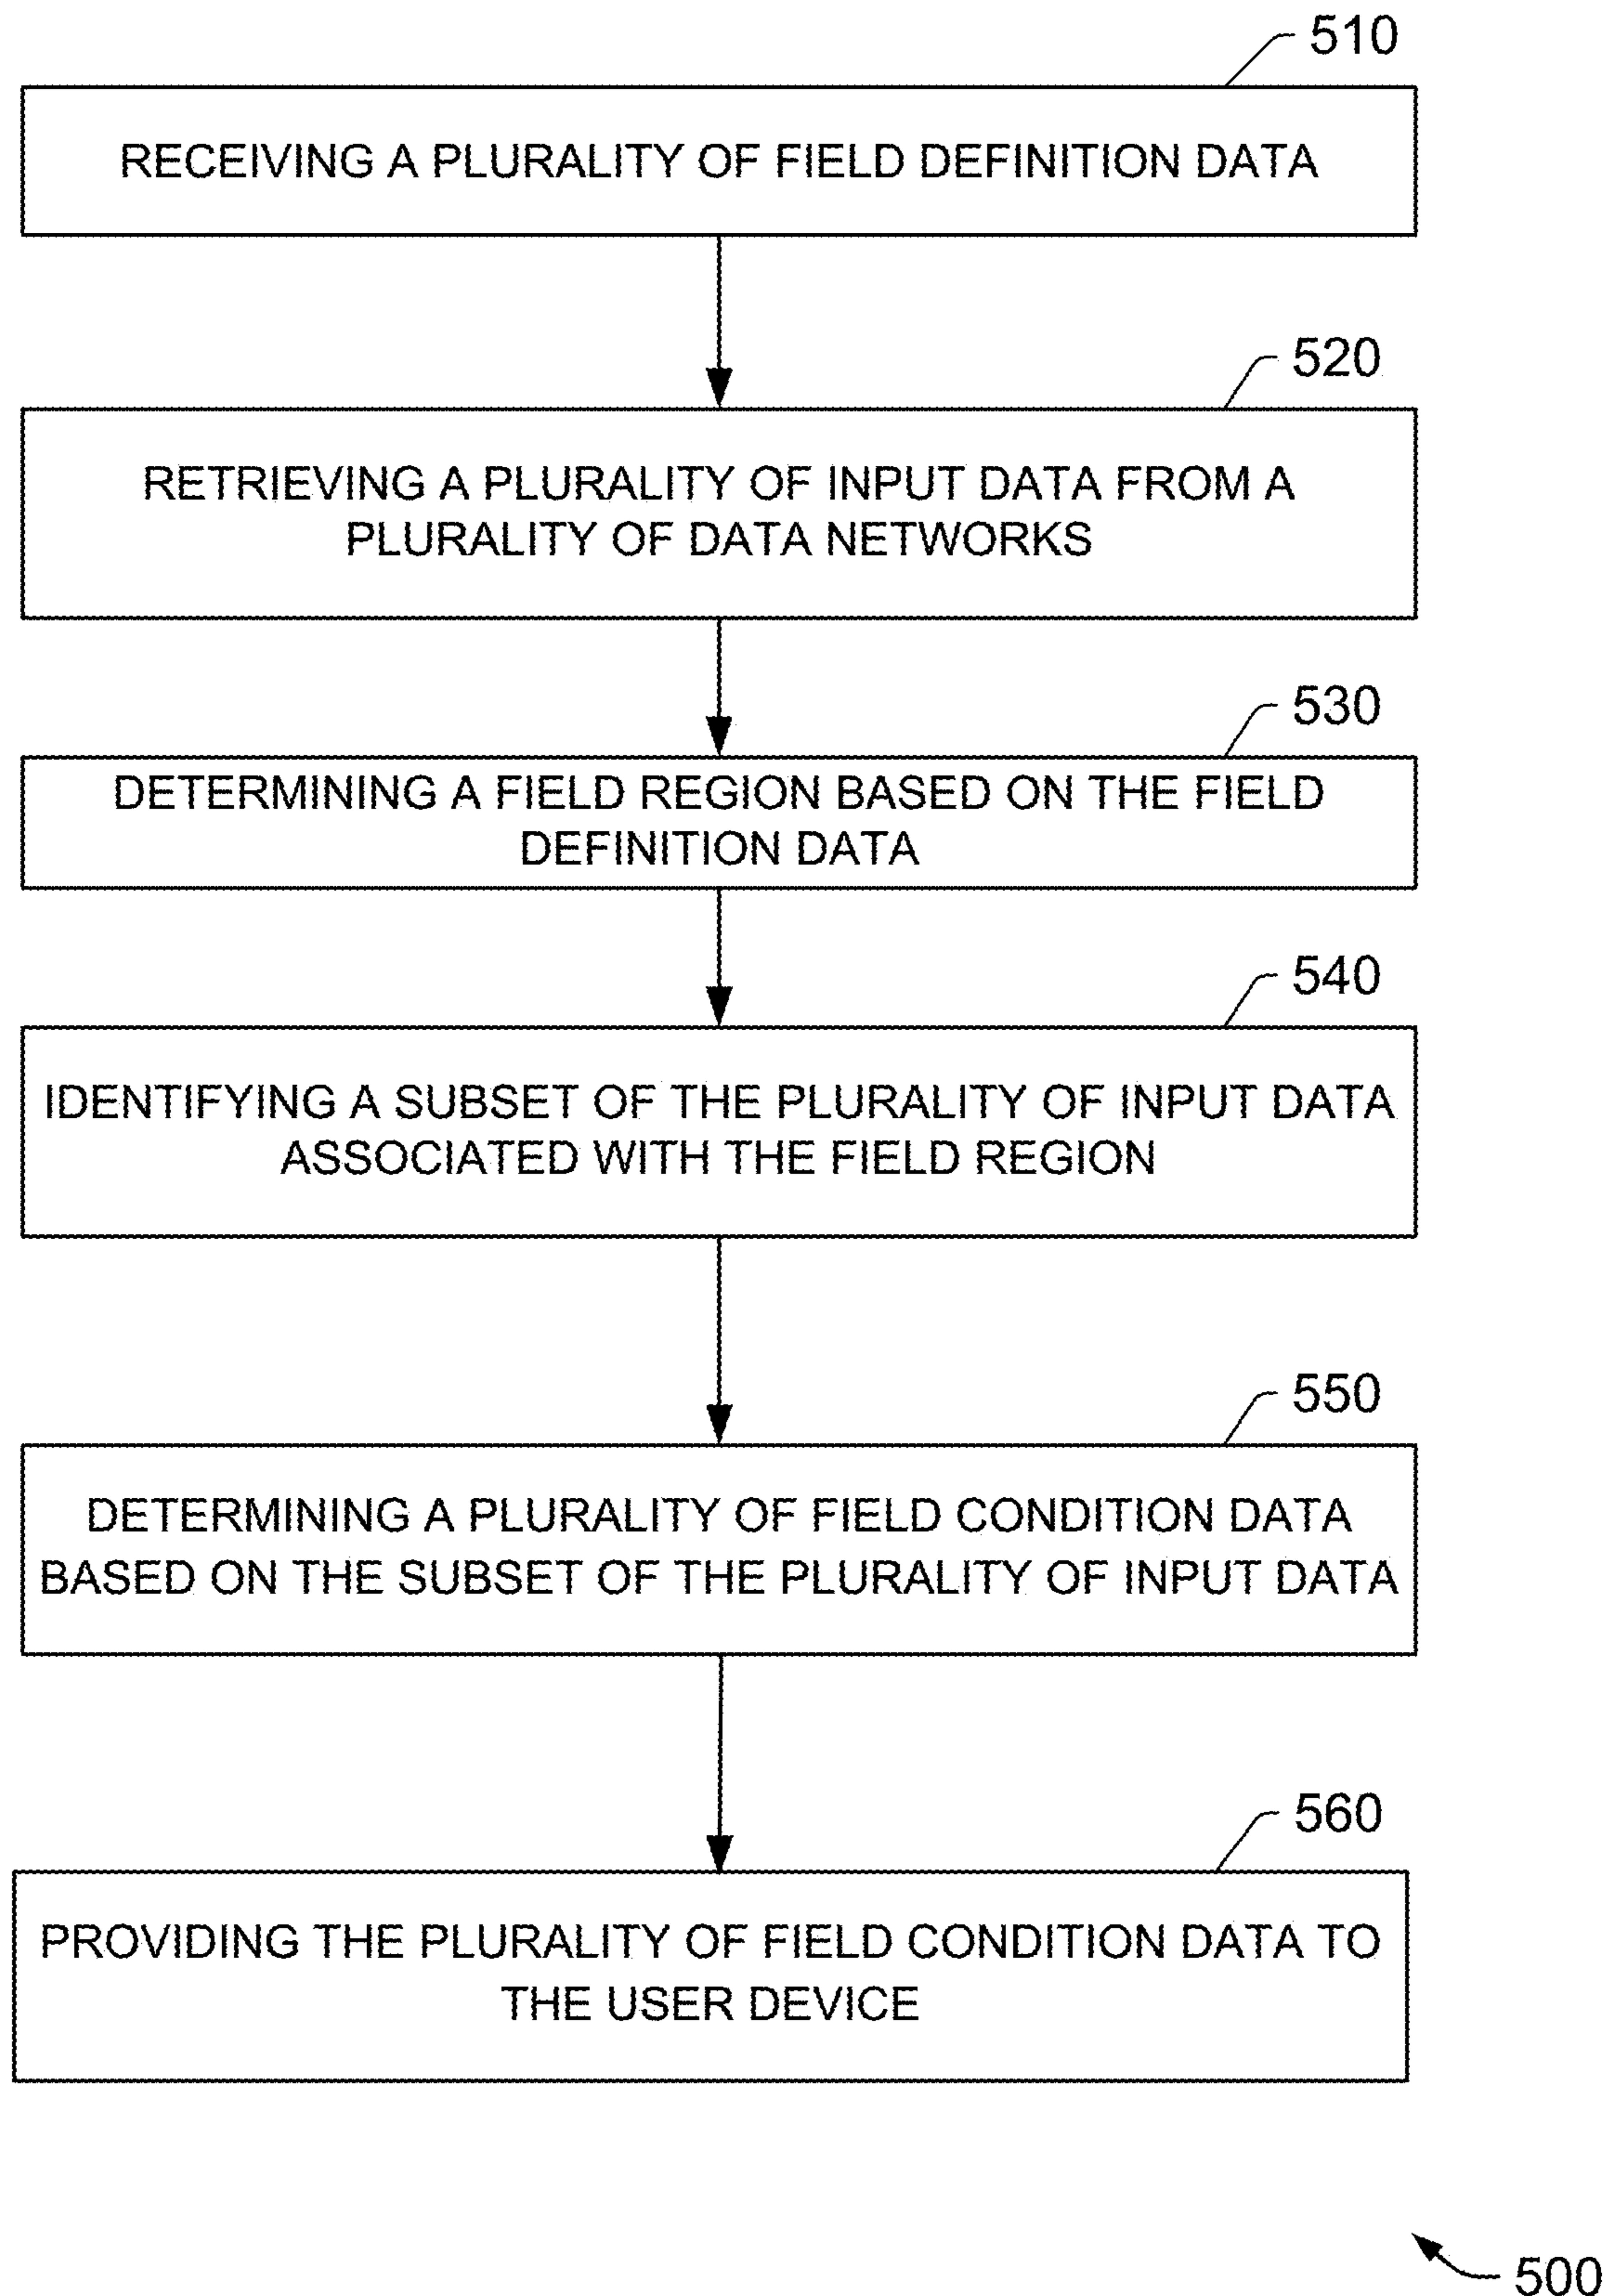 510
RECEIVING A PLURALITY OF FIELD DEFINITION DATA
520
RETRIEVING A PLURALITY OF INPUT DATA FROM A
PLURALITY OF DATA NETWORKS
530
DETERMINING A FIELD REGION BASED ON THE FIELD
DEFINITION DATA
540
IDENTIFYING A SUBSET OF THE PLURALITY OF INPUT DATA
ASSOCIATED WITH THE FIELD REGION
550
DETERMINING A PLURALITY OF FIELD CONDITION DATA
BASED ON THE SUBSET OF THE PLURALITY OF INPUT DATA
560
PROVIDING THE PLURALITY OF FIELD CONDITION DATA TO
THE USER DEVICE
500